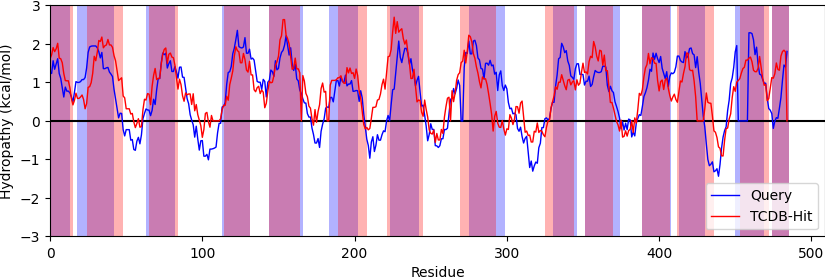 3
2
1
0
−1
−2
−3
Hydropathy (kcal/mol)
Query
TCDB-Hit
0 100 200 300 400 500
Residue